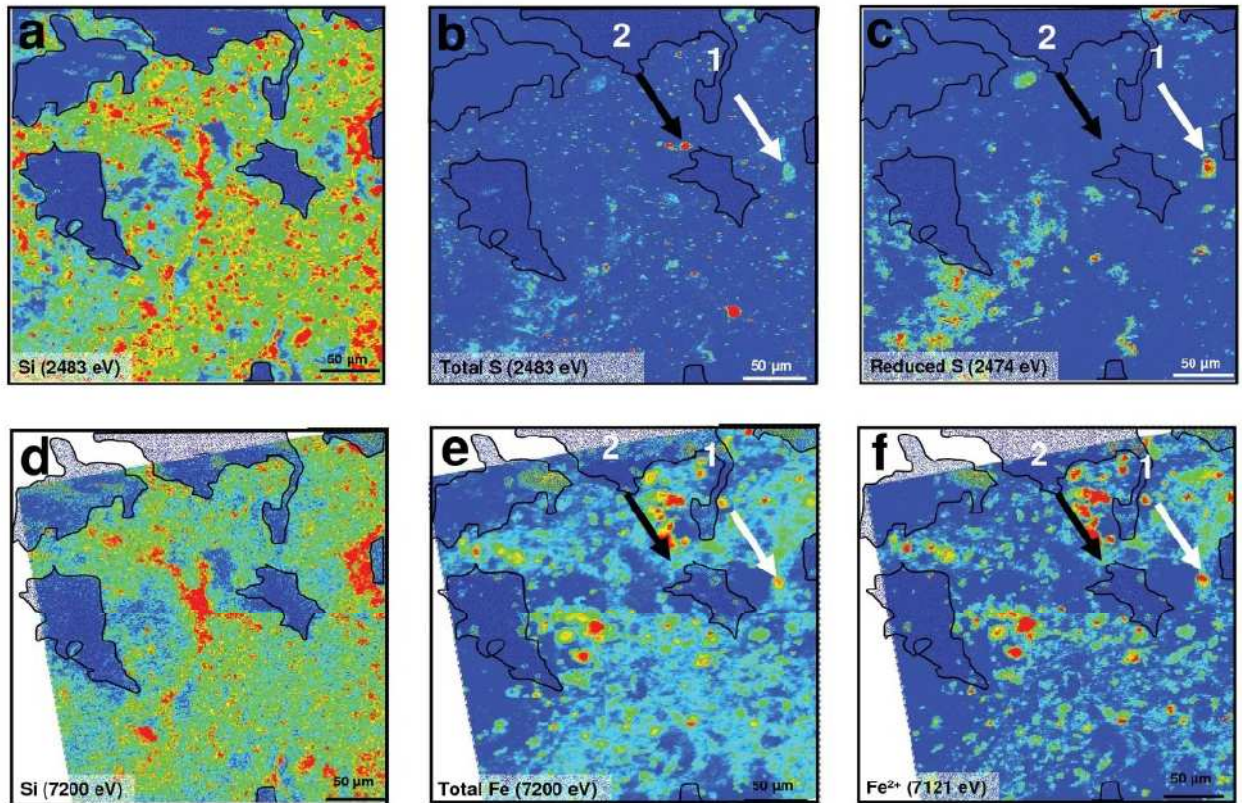 a
50 µm
Si (2483 eV)
b
2
1
50 µm
Total S (2483 eV)
c
2
1
50 µm
Reduced S (2474 eV)
d
50 µm
Si (7200 eV)
e
2
1
50 µm
Total Fe (7200 eV)
f
2
1
50 µm
Fe²⁺ (7121 eV)